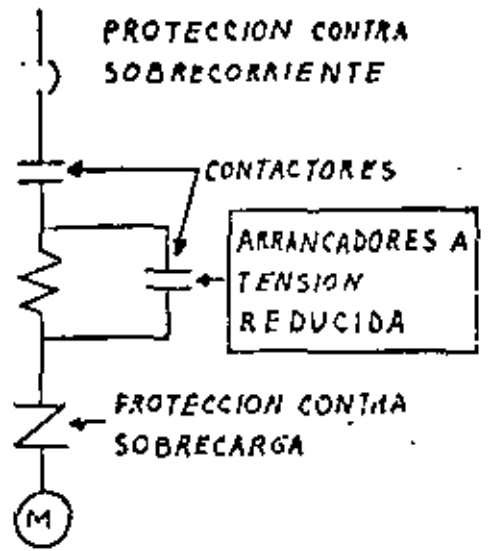 PROTECCION CONTRA
SOBRECORRIENTE
CONTACTORES
ARRANCADORES A
TENSION
REDUCIDA
PROTECCION CONTRA
SOBRECARGA
M